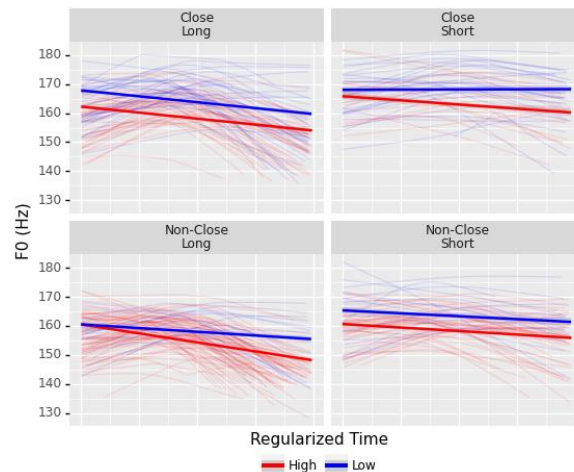 Close
Long
Close
Short
180
170
160
150
140
130
Non-Close
Long
Non-Close
Short
180
170
160
150
140
130
F0 (Hz)
Regularized Time
High Low